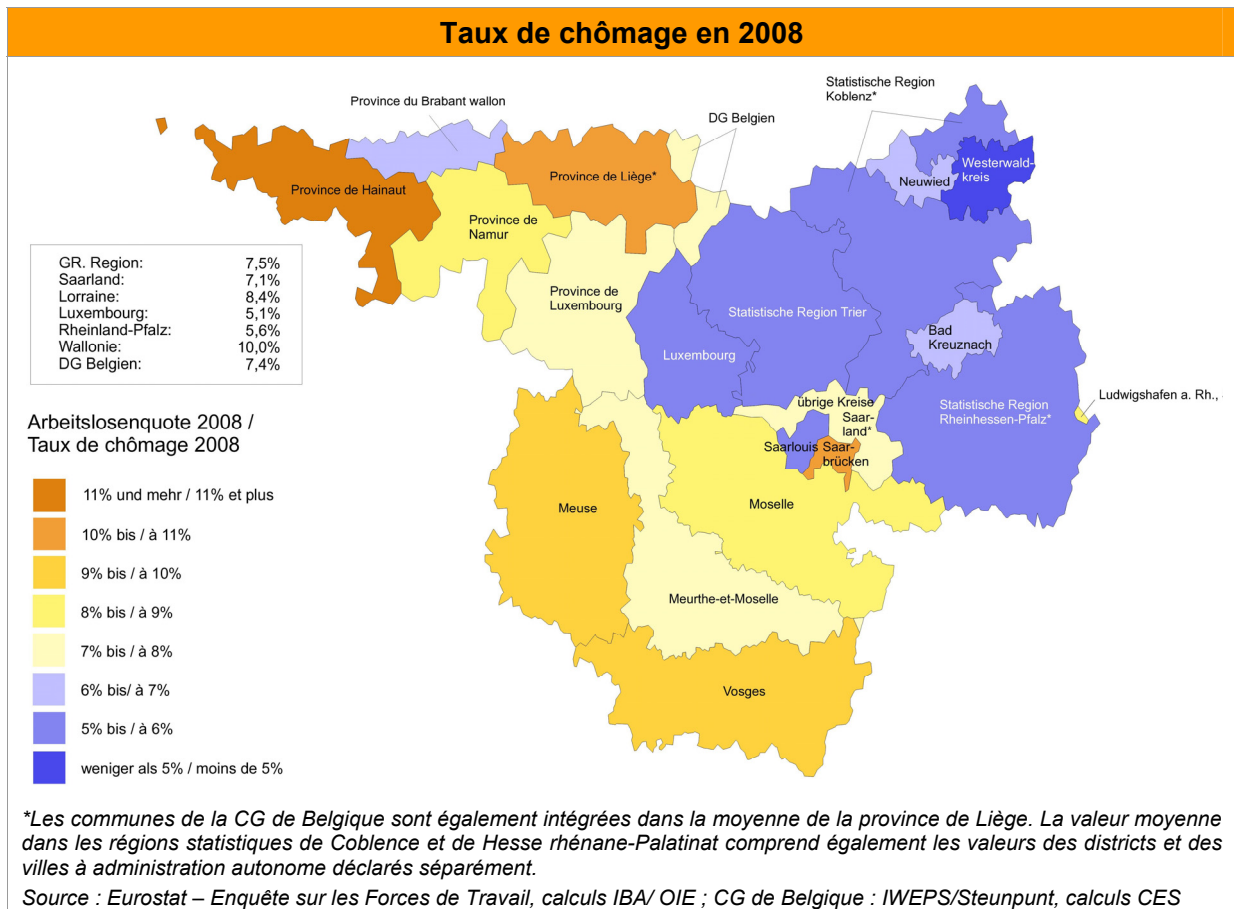 Taux de chômage en 2008
Statistische Region
Koblenz*
Province du Brabant wallon
DG Belgien
Westerwald-
kreis
Province de Liège*
Neuwied
Province de Hainaut
Province de
Namur
GR. Region: 7,5%
Saarland: 7,1%
Lorraine: 8,4%
Luxembourg: 5,1%
Rheinland-Pfalz: 5,6%
Wallonie: 10,0%
DG Belgien: 7,4%
Province de
Luxembourg
Statistische Region Trier
Bad
Kreuznach
Luxembourg
Ludwigshafen a. Rh.,
übrige Kreise
Saar-
land*
Statistische Region
Rheinhessen-Pfalz*
Saarlouis
Saar-
brücken
Arbeitslosenquote 2008 /
Taux de chômage 2008
11% und mehr / 11% et plus
10% bis / à 11%
9% bis / à 10%
8% bis / à 9%
7% bis / à 8%
6% bis/ à 7%
5% bis / à 6%
weniger als 5% / moins de 5%
Meuse
Moselle
Meurthe-et-Moselle
Vosges
*Les communes de la CG de Belgique sont également intégrées dans la moyenne de la province de Liège. La valeur moyenne
dans les régions statistiques de Coblence et de Hesse rhénane-Palatinat comprend également les valeurs des districts et des
villes à administration autonome déclarés séparément.
Source : Eurostat – Enquête sur les Forces de Travail, calculs IBA/ OIE ; CG de Belgique : IWEPS/Steunpunt, calculs CES